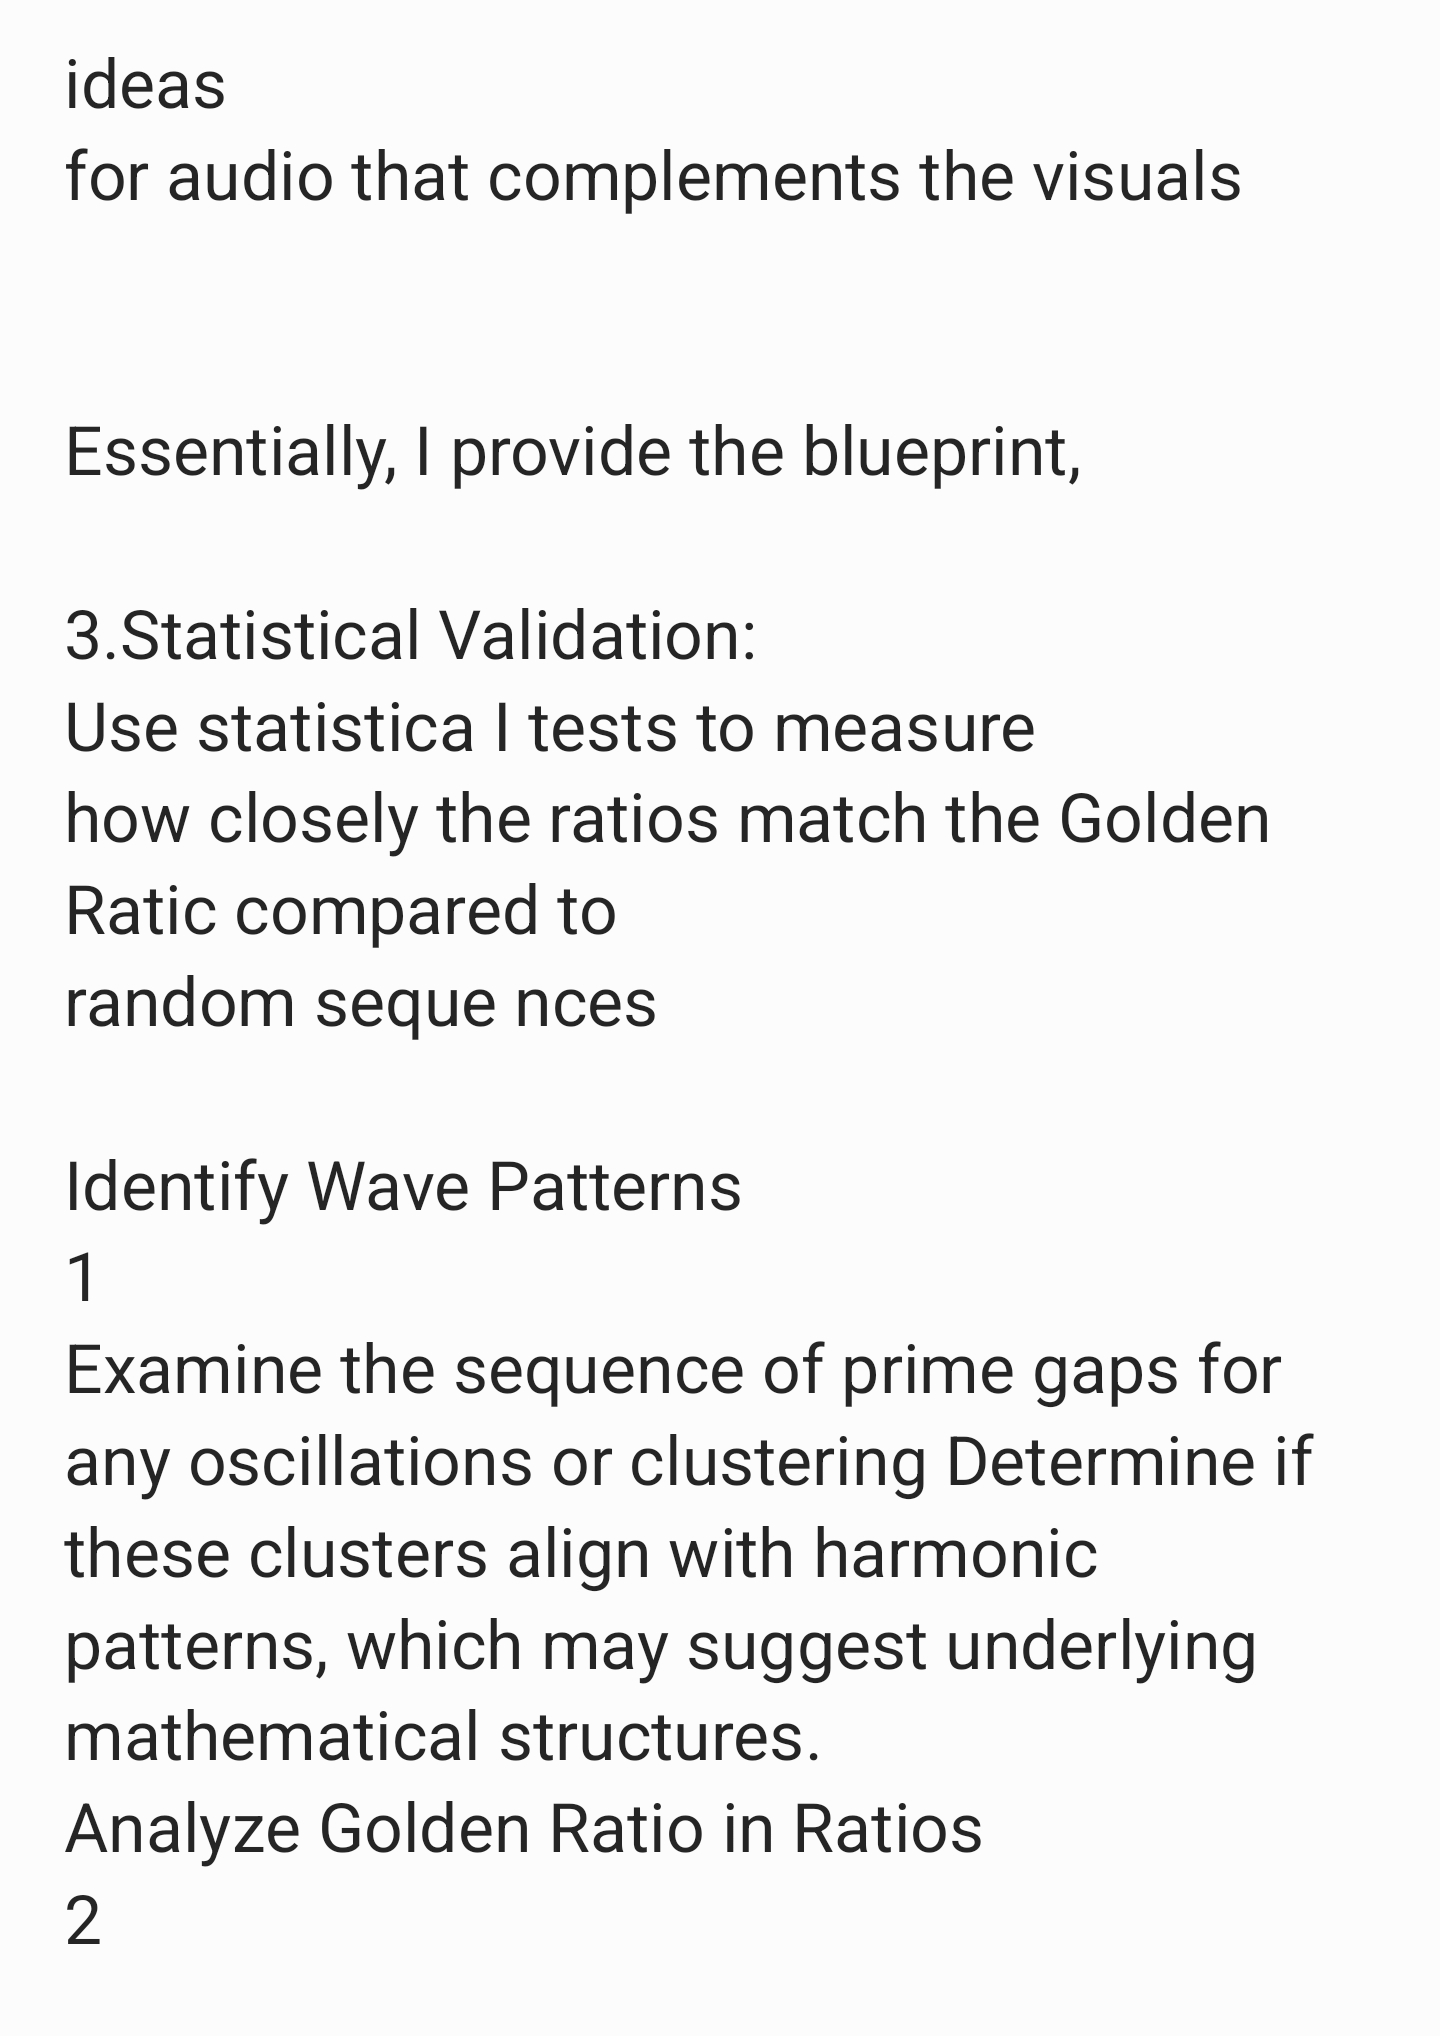 ideas
for audio that complements the visuals
Essentially, I provide the blueprint,
3.Statistical Validation:
Use statistica I tests to measure
how closely the ratios match the Golden
Ratic compared to
random seque nces
Identify Wave Patterns
1
Examine the sequence of prime gaps for
any oscillations or clustering Determine if
these clusters align with harmonic
patterns, which may suggest underlying
mathematical structures.
Analyze Golden Ratio in Ratios
2